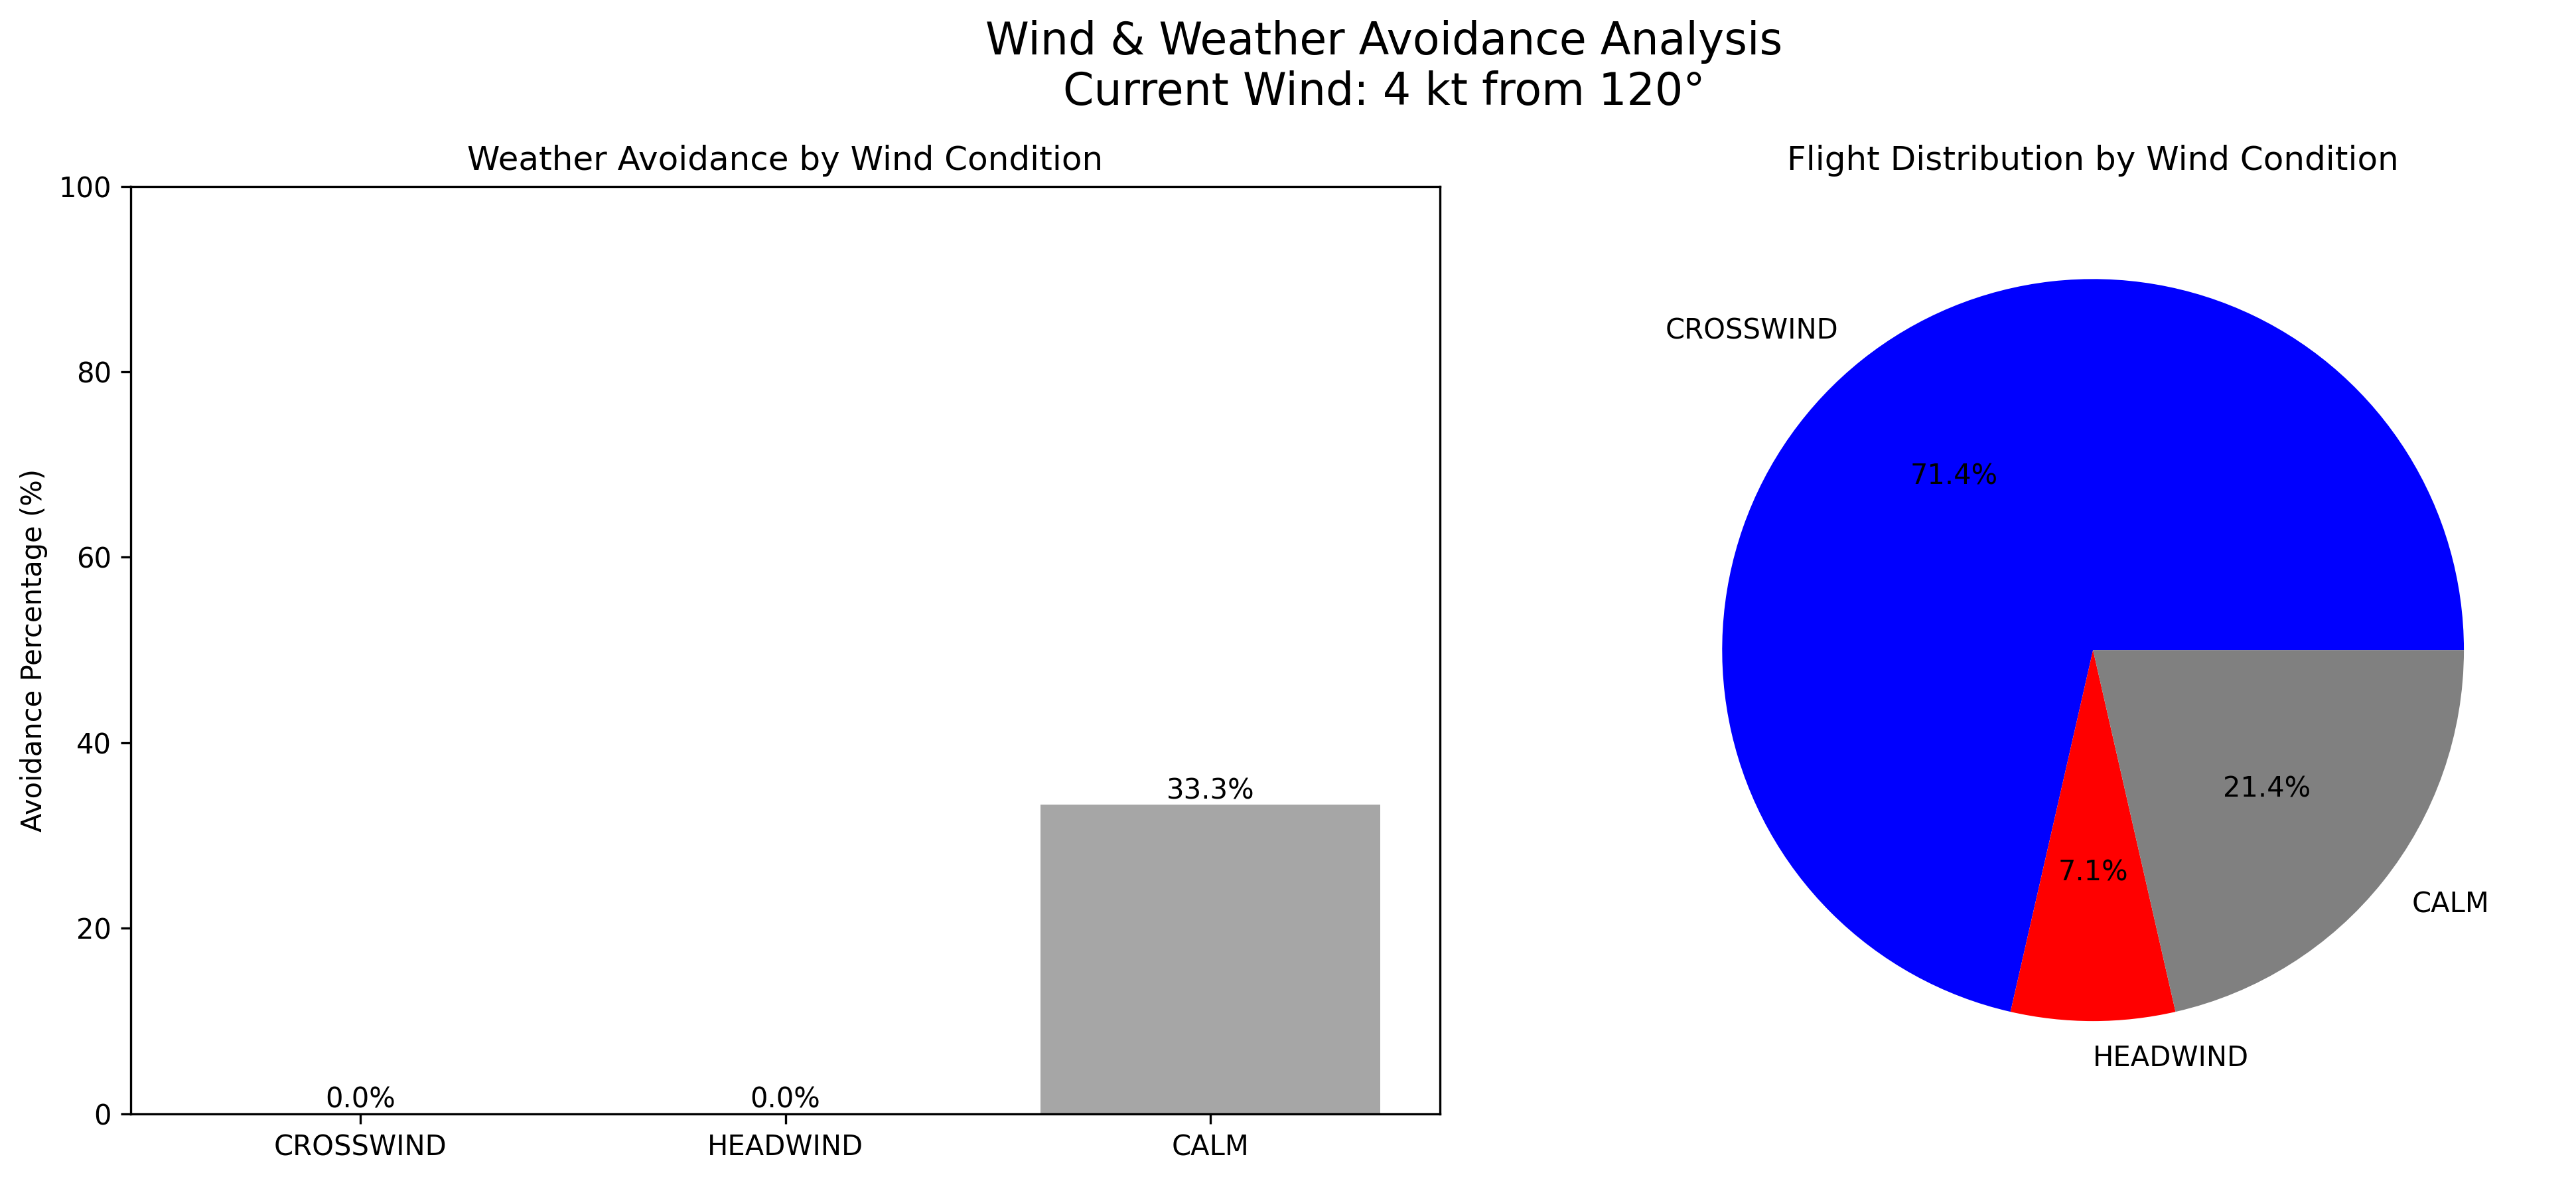 Wind & Weather Avoidance Analysis
Current Wind: 4 kt from 120°
Weather Avoidance by Wind Condition
100
80
60
40
20
0
Avoidance Percentage (%)
0.0%
0.0%
33.3%
CROSSWIND
HEADWIND
CALM
Flight Distribution by Wind Condition
CROSSWIND
71.4%
21.4%
7.1%
CALM
HEADWIND